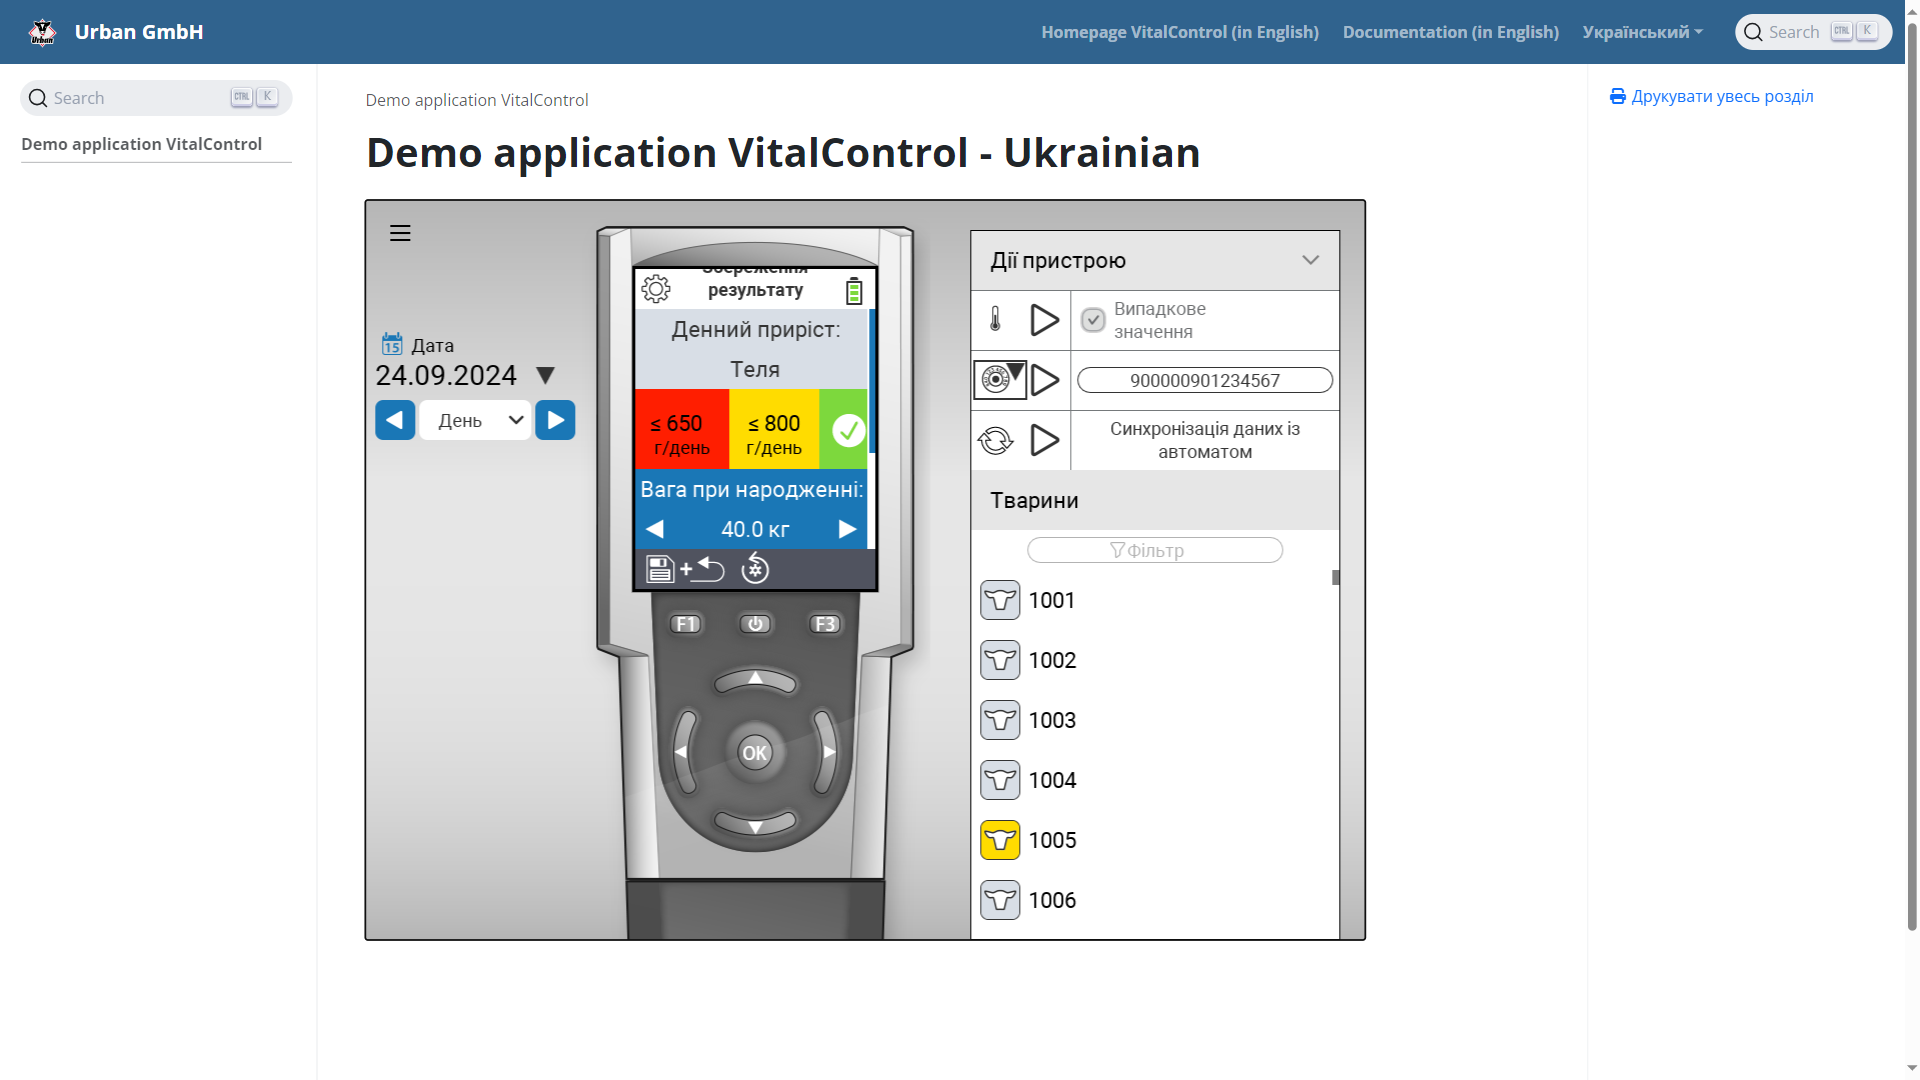 Urban GmbH
Homepage VitalControl (in English)
Documentation (in English)
Український
Search
CTRL
K
Search
CTRL
K
Demo application VitalControl
Demo application VitalControl
Demo application VitalControl - Ukrainian
Друкувати увесь розділ
15
Дата
24.09.2024
День
Збереження
результату
Денний приріст:
Теля
≤ 650
г/день
≤ 800
г/день
Вага при народженні:
40.0 кг
F1
F3
OK
Дії пристрою
Випадкове
значення
900000901234567
Синхронізація даних із
автоматом
Тварини
Фільтр
1001
1002
1003
1004
1005
1006